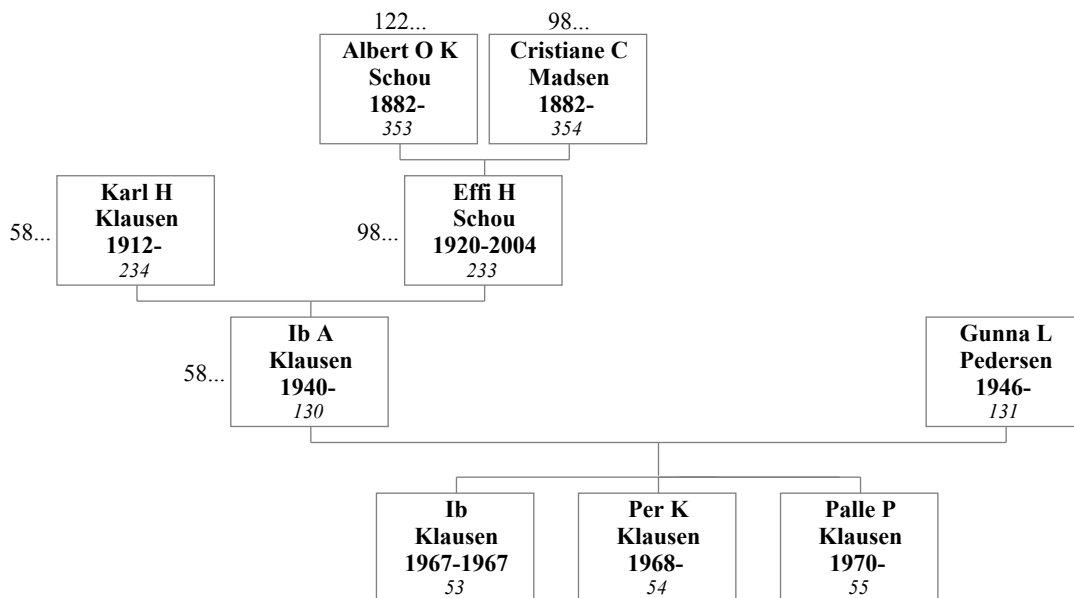 122...
98...
Albert O K
Schou
1882-
353
Cristiane C
Madsen
1882-
354
58...
Karl H
Klausen
1912-
234
98...
Effi H
Schou
1920-2004
233
58...
Ib A
Klausen
1940-
130
Gunna L
Pedersen
1946-
131
Ib
Klausen
1967-1967
53
Per K
Klausen
1968-
54
Palle P
Klausen
1970-
55